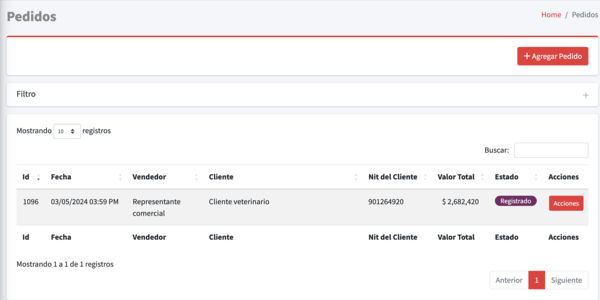 Pedidos
Home / Pedidos
+ Agregar Pedido
Filtro +
Mostrando 10 registros
Buscar:
Id Fecha Vendedor Cliente Nit del Cliente Valor Total Estado Acciones
1096 03/05/2024 03:59 PM Representante Cliente veterinario 901264920 $ 2,682,420 Registrado Acciones
comercial
Id Fecha Vendedor Cliente Nit del Cliente Valor Total Estado Acciones
Mostrando 1 a 1 de 1 registros
Anterior 1 Siguiente